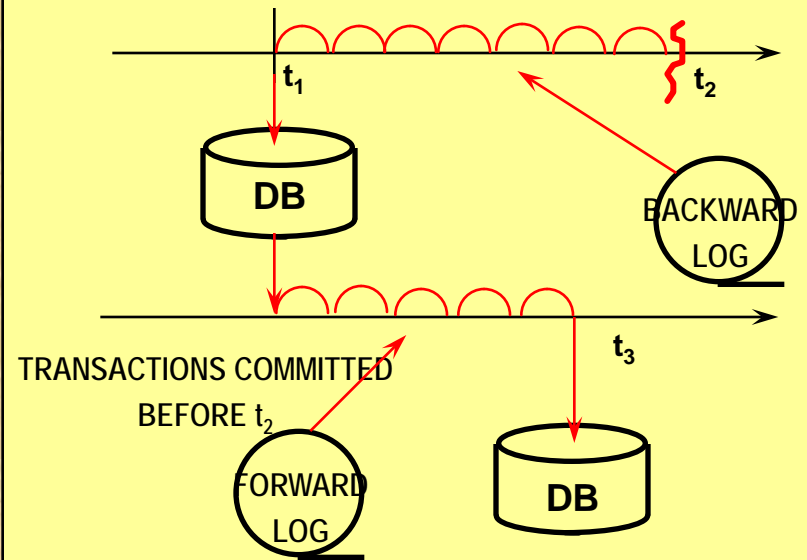 t1
t2
DB
BACKWARD
LOG
t3
TRANSACTIONS COMMITTED
BEFORE t2
FORWARD
LOG
DB